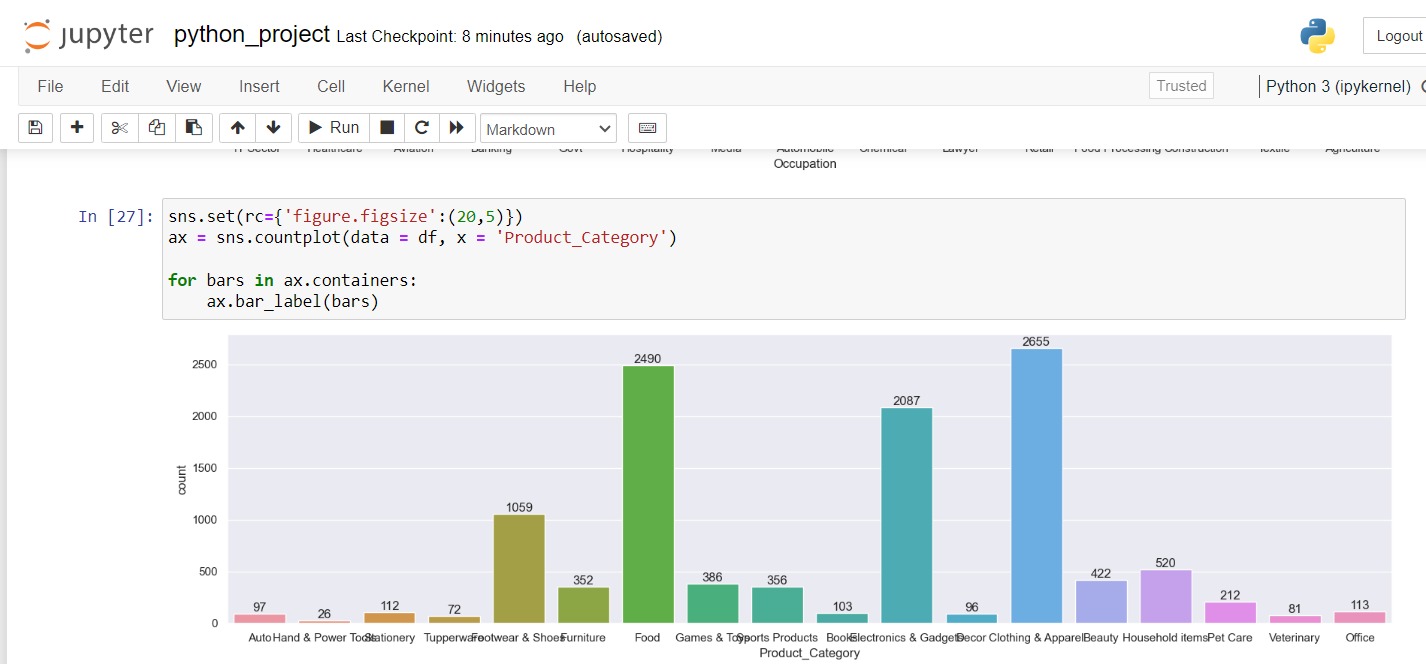 jupyter python_project Last Checkpoint: 8 minutes ago (autosaved) Logout
File Edit View Insert Cell Kernel Widgets Help Trusted Python 3 (ipykernel)
Run Markdown
IT Sector Healthcare Aviation Banking Govt Hospitality Media Automobile Chemical Lawyer Retail Food Processing Construction Textile Agriculture
Occupation
In [27]: sns.set(rc={'figure.figsize':(20,5)})
ax = sns.countplot(data = df, x = 'Product_Category')
for bars in ax.containers:
ax.bar_label(bars)
2655
2500 2490
2087
2000
1500
count
1059
1000
500 352 386 356 422 520
97 26 112 72 103 96 212 81 113
0
Auto Hand & Power Tools Stationery Tupperware Footwear & Shoes Furniture Food Games & Toys Sports Products Books Electronics & Gadgets Decor Clothing & Apparel Beauty Household items Pet Care Veterinary Office
Product_Category